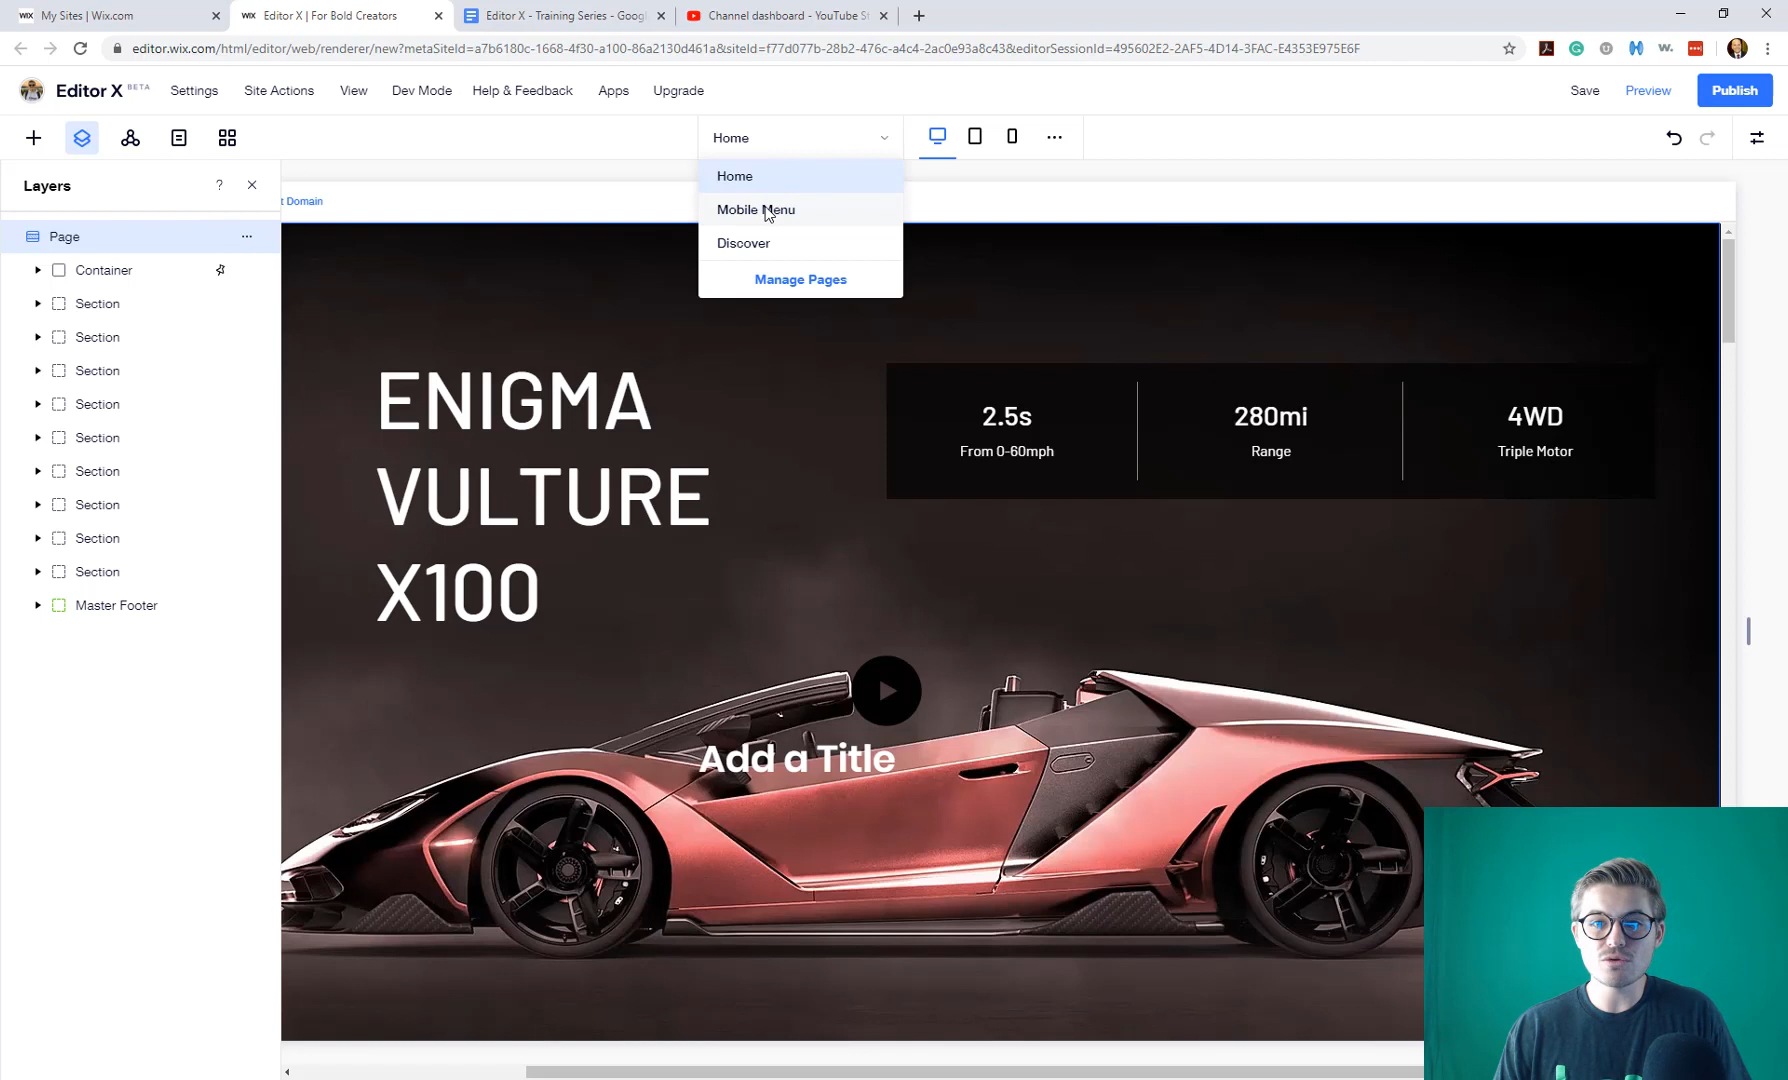 WIX My Sites | Wix.com
WIX Editor X | For Bold Creators
Editor X - Training Series - Goog
Channel dashboard - YouTube St
editor.wix.com/html/editor/web/renderer/new?metaSiteId=a7b6180c-1668-4f30-a100-86a2130d461a&siteId=f77d077b-28b2-476c-a4c4-2ac0e93a8c43&editorSessionId=495602E2-2AF5-4D14-3FAC-E4353E975E6F
Editor X BETA
Settings
Site Actions
View
Dev Mode
Help & Feedback
Apps
Upgrade
Save
Preview
Publish
Home
Home
Mobile Menu
Discover
Manage Pages
Layers
?
t Domain
Page
Container
Section
Section
Section
Section
Section
Section
Section
Section
Section
Master Footer
ENIGMA
VULTURE
X100
2.5s
From 0-60mph
280mi
Range
4WD
Triple Motor
Add a Title